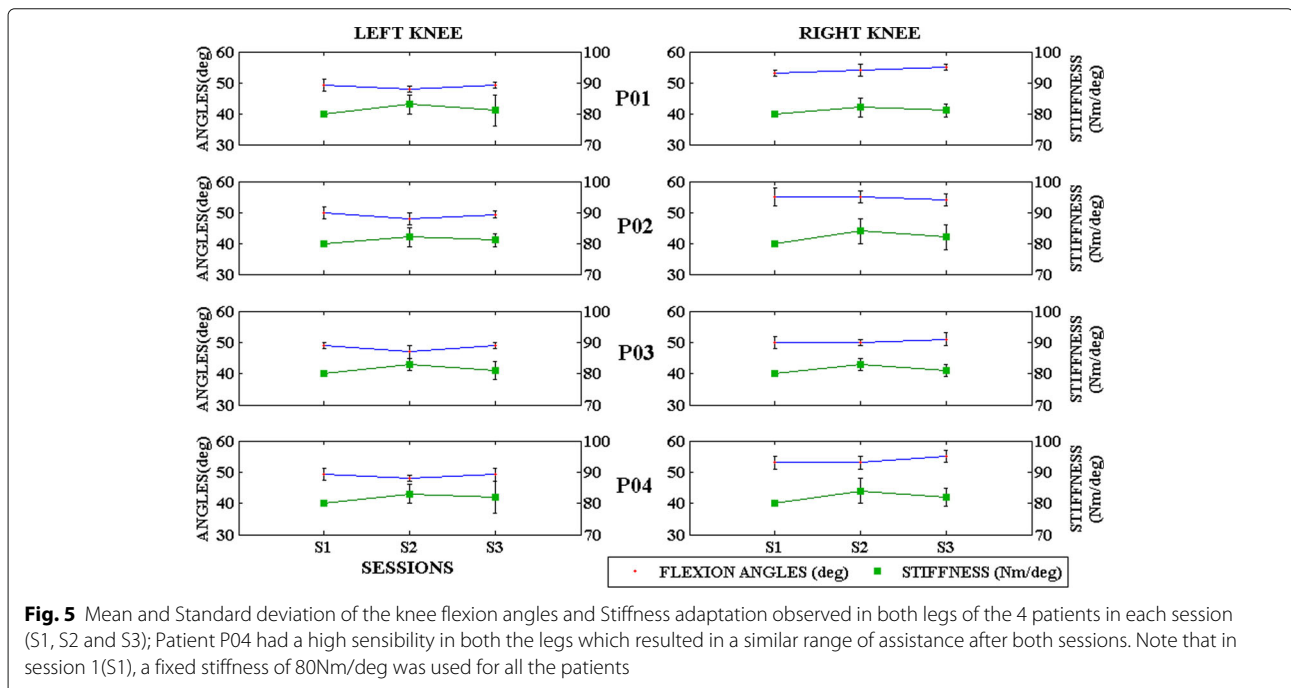 LEFT KNEE
RIGHT KNEE
ANGLES(deg)
60
50
40
30
100
90
80
70
P01
60
50
40
30
100
90
80
70
STIFFNESS
(Nm/deg)
ANGLES(deg)
60
50
40
30
100
90
80
70
P02
60
50
40
30
100
90
80
70
STIFFNESS
(Nm/deg)
ANGLES(deg)
60
50
40
30
100
90
80
70
P03
60
50
40
30
100
90
80
70
STIFFNESS
(Nm/deg)
ANGLES(deg)
60
50
40
30
100
90
80
70
P04
60
50
40
30
100
90
80
70
STIFFNESS
(Nm/deg)
S1 S2 S3
S1 S2 S3
SESSIONS
FLEXION ANGLES (deg) STIFFNESS (Nm/deg)
Fig. 5 Mean and Standard deviation of the knee flexion angles and Stiffness adaptation observed in both legs of the 4 patients in each session
(S1, S2 and S3); Patient P04 had a high sensibility in both the legs which resulted in a similar range of assistance after both sessions. Note that in
session 1(S1), a fixed stiffness of 80Nm/deg was used for all the patients